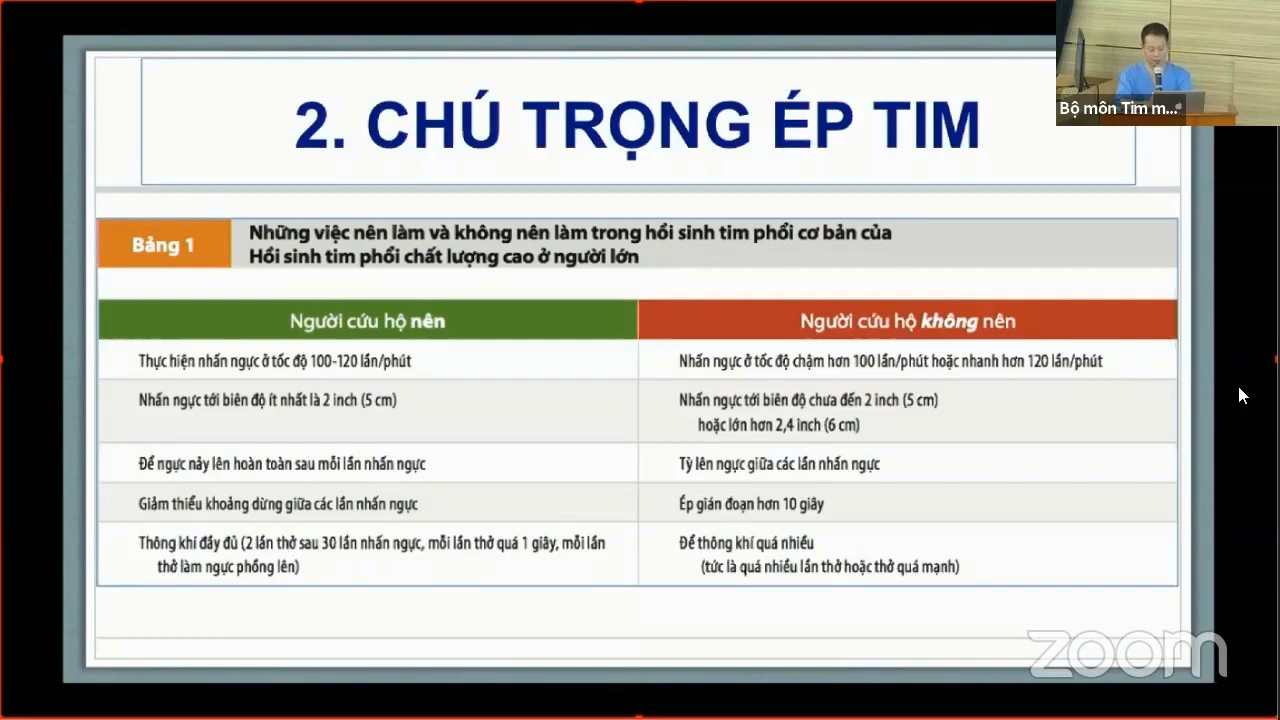 2. CHÚ TRỌNG ÉP TIM
Bộ môn Tim m...
Bảng 1
Những việc nên làm và không nên làm trong hồi sinh tim phổi cơ bản của
Hồi sinh tim phổi chất lượng cao ở người lớn
Người cứu hộ nên
Người cứu hộ không nên
Thực hiện nhấn ngực ở tốc độ 100-120 lần/phút
Nhấn ngực ở tốc độ chậm hơn 100 lần/phút hoặc nhanh hơn 120 lần/phút
Nhấn ngực tới biên độ ít nhất là 2 inch (5 cm)
Nhấn ngực tới biên độ chưa đến 2 inch (5 cm)
hoặc lớn hơn 2,4 inch (6 cm)
Để ngực nảy lên hoàn toàn sau mỗi lần nhấn ngực
Tỳ lên ngực giữa các lần nhấn ngực
Giảm thiểu khoảng dừng giữa các lần nhấn ngực
Ép gián đoạn hơn 10 giây
Thông khí đầy đủ (2 lần thở sau 30 lần nhấn ngực, mỗi lần thở quá 1 giây, mỗi lần
thở làm ngực phồng lên)
Để thông khí quá nhiều
(tức là quá nhiều lần thở hoặc thở quá mạnh)
zoom